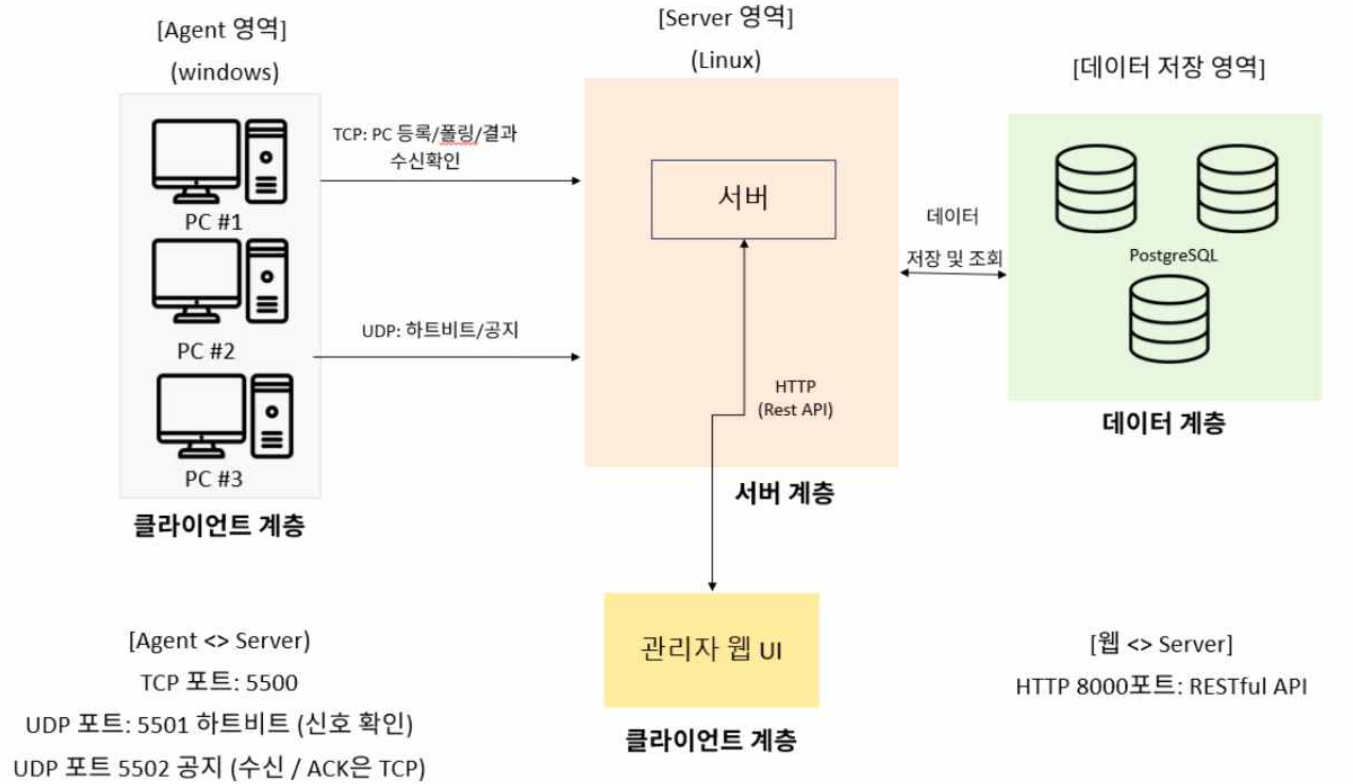 [Agent 영역]
(windows)
PC #1
PC #2
PC #3
클라이언트 계층
TCP: PC 등록/폴링/결과
수신확인
UDP: 하트비트/공지
[Server 영역]
(Linux)
서버
HTTP
(Rest API)
서버 계층
데이터
저장 및 조회
[데이터 저장 영역]
PostgreSQL
데이터 계층
관리자 웹 UI
클라이언트 계층
[Agent <> Server)
TCP 포트: 5500
UDP 포트: 5501 하트비트 (신호 확인)
UDP 포트 5502 공지 (수신 / ACK은 TCP)
[웹 <> Server]
HTTP 8000포트: RESTful API